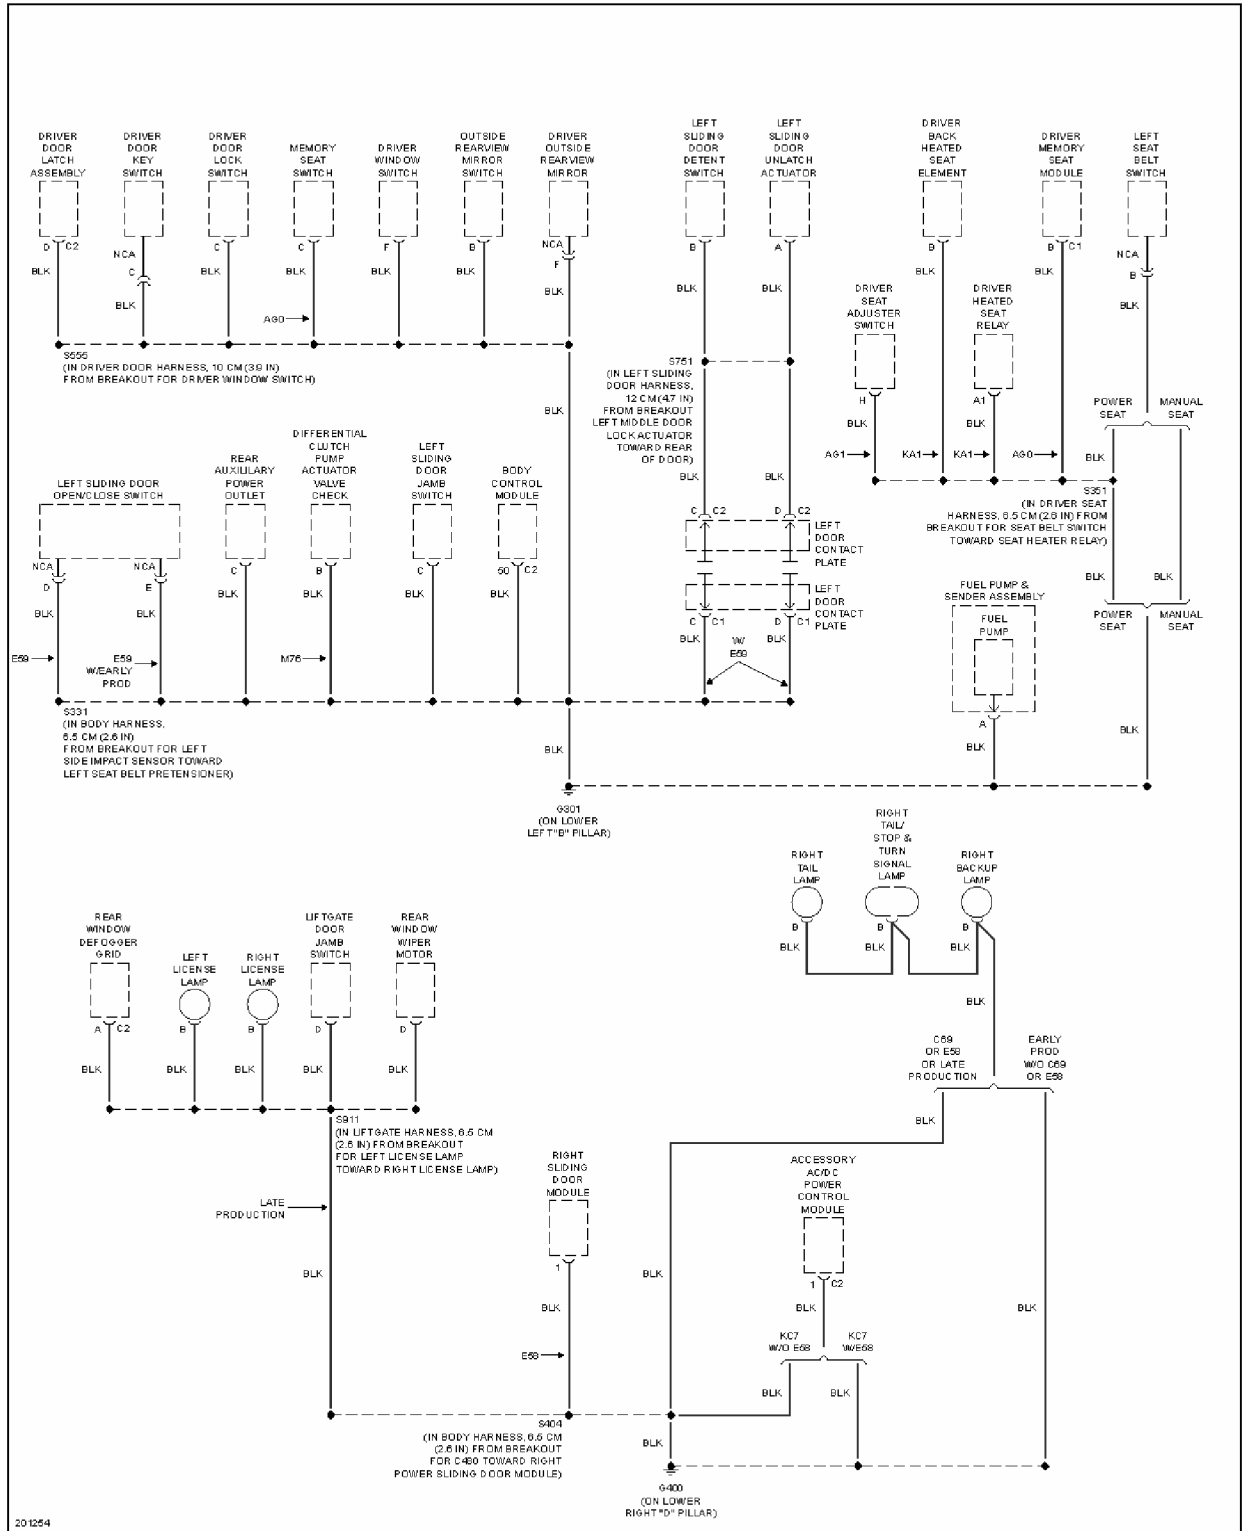 DRIVER
DOOR
LATCH
ASSEMBLY
D
C2
BLK
DRIVER
DOOR
KEY
SWITCH
NCA
C
BLK
DRIVER
DOOR
LOCK
SWITCH
C
BLK
MEMORY
SEAT
SWITCH
C
BLK
AG0
DRIVER
WINDOW
SWITCH
F
BLK
OUTSIDE
REARVIEW
MIRROR
SWITCH
B
BLK
DRIVER
OUTSIDE
REARVIEW
MIRROR
NCA
F
BLK
S555
(IN DRIVER DOOR HARNESS, 10 CM (3.9 IN)
FROM BREAKOUT FOR DRIVER WINDOW SWITCH)
BLK
LEFT
SLIDING
DOOR
DETENT
SWITCH
B
BLK
LEFT
SLIDING
DOOR
UNLATCH
ACTUATOR
A
BLK
S751
(IN LEFT SLIDING
DOOR HARNESS,
12 CM (4.7 IN)
FROM BREAKOUT
LEFT MIDDLE DOOR
LOCK ACTUATOR
TOWARD REAR
OF DOOR)
BLK
BLK
C
C2
D
C2
LEFT
DOOR
CONTACT
PLATE
LEFT
DOOR
CONTACT
PLATE
C
C1
D
C1
BLK
BLK
W/
E59
DRIVER
BACK
HEATED
SEAT
ELEMENT
B
BLK
DRIVER
MEMORY
SEAT
MODULE
B
C1
BLK
LEFT
SEAT
BELT
SWITCH
NCA
B
BLK
DRIVER
SEAT
ADJUSTER
SWITCH
H
BLK
AG1
DRIVER
HEATED
SEAT
RELAY
A1
BLK
KA1
KA1
AG0
POWER
SEAT
MANUAL
SEAT
BLK
S351
(IN DRIVER SEAT
HARNESS, 6.5 CM (2.6 IN) FROM
BREAKOUT FOR SEAT BELT SWITCH
TOWARD SEAT HEATER RELAY)
BLK
BLK
POWER
SEAT
MANUAL
SEAT
BLK
FUEL PUMP &
SENDER ASSEMBLY
FUEL
PUMP
A
BLK
LEFT SLIDING DOOR
OPEN/CLOSE SWITCH
NCA
D
BLK
E59
NCA
E
BLK
E59
W/EARLY
PROD
REAR
AUXILILARY
POWER
OUTLET
C
BLK
DIFFERENTIAL
CLUTCH
PUMP
ACTUATOR
VALVE
CHECK
B
BLK
M76
LEFT
SLIDING
DOOR
JAMB
SWITCH
C
BLK
BODY
CONTROL
MODULE
50
C2
BLK
S331
(IN BODY HARNESS,
6.5 CM (2.6 IN)
FROM BREAKOUT FOR LEFT
SIDE IMPACT SENSOR TOWARD
LEFT SEAT BELT PRETENSIONER)
BLK
G301
(ON LOWER
LEFT "B" PILLAR)
RIGHT
TAIL
LAMP
B
BLK
RIGHT
TAIL/
STOP &
TURN
SIGNAL
LAMP
B
BLK
RIGHT
BACKUP
LAMP
B
BLK
BLK
C69
OR E58
OR LATE
PRODUCTION
EARLY
PROD
W/O C69
OR E58
BLK
REAR
WINDOW
DEFOGGER
GRID
A
C2
BLK
LEFT
LICENSE
LAMP
B
BLK
RIGHT
LICENSE
LAMP
B
BLK
LIFTGATE
DOOR
JAMB
SWITCH
D
BLK
REAR
WINDOW
WIPER
MOTOR
D
BLK
S911
(IN LIFTGATE HARNESS, 6.5 CM
(2.6 IN) FROM BREAKOUT
FOR LEFT LICENSE LAMP
TOWARD RIGHT LICENSE LAMP)
LATE
PRODUCTION
BLK
RIGHT
SLIDING
DOOR
MODULE
1
BLK
E58
BLK
ACCESSORY
AC/DC
POWER
CONTROL
MODULE
1
C2
BLK
KC7
W/O E58
KC7
W/E58
BLK
BLK
BLK
S404
(IN BODY HARNESS, 6.5 CM
(2.6 IN) FROM BREAKOUT
FOR C480 TOWARD RIGHT
POWER SLIDING DOOR MODULE)
BLK
G400
(ON LOWER
RIGHT "D" PILLAR)
201254